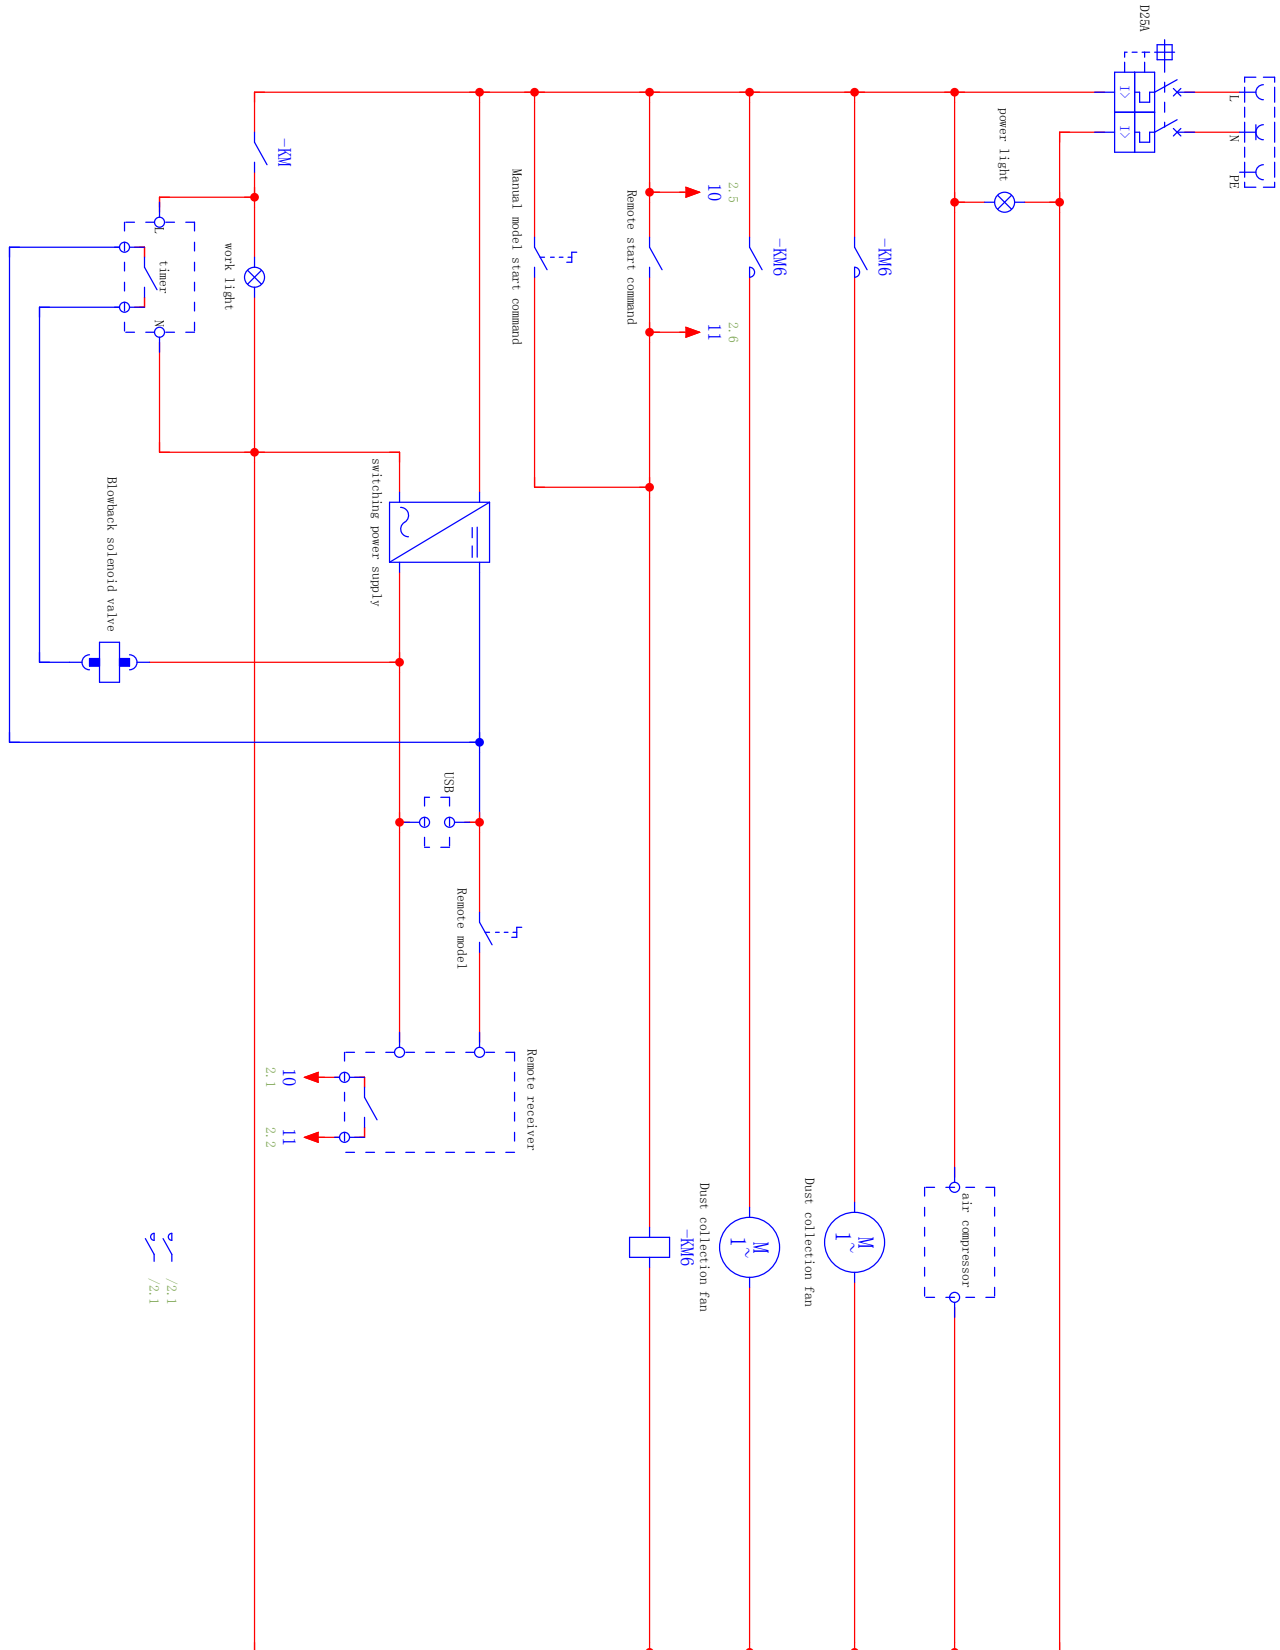 D25A
L
N
PE
I>
I>
power light
-KM6
-KM6
2.5
10
Remote start command
2.6
11
Manual model start command
-KM
work light
L
timer
N
switching power supply
Blowback solenoid valve
USB
Remote model
Remote receiver
10
2.1
11
2.2
air compressor
M
1~
Dust collection fan
M
1~
Dust collection fan
-KM6
/2.1
/2.1